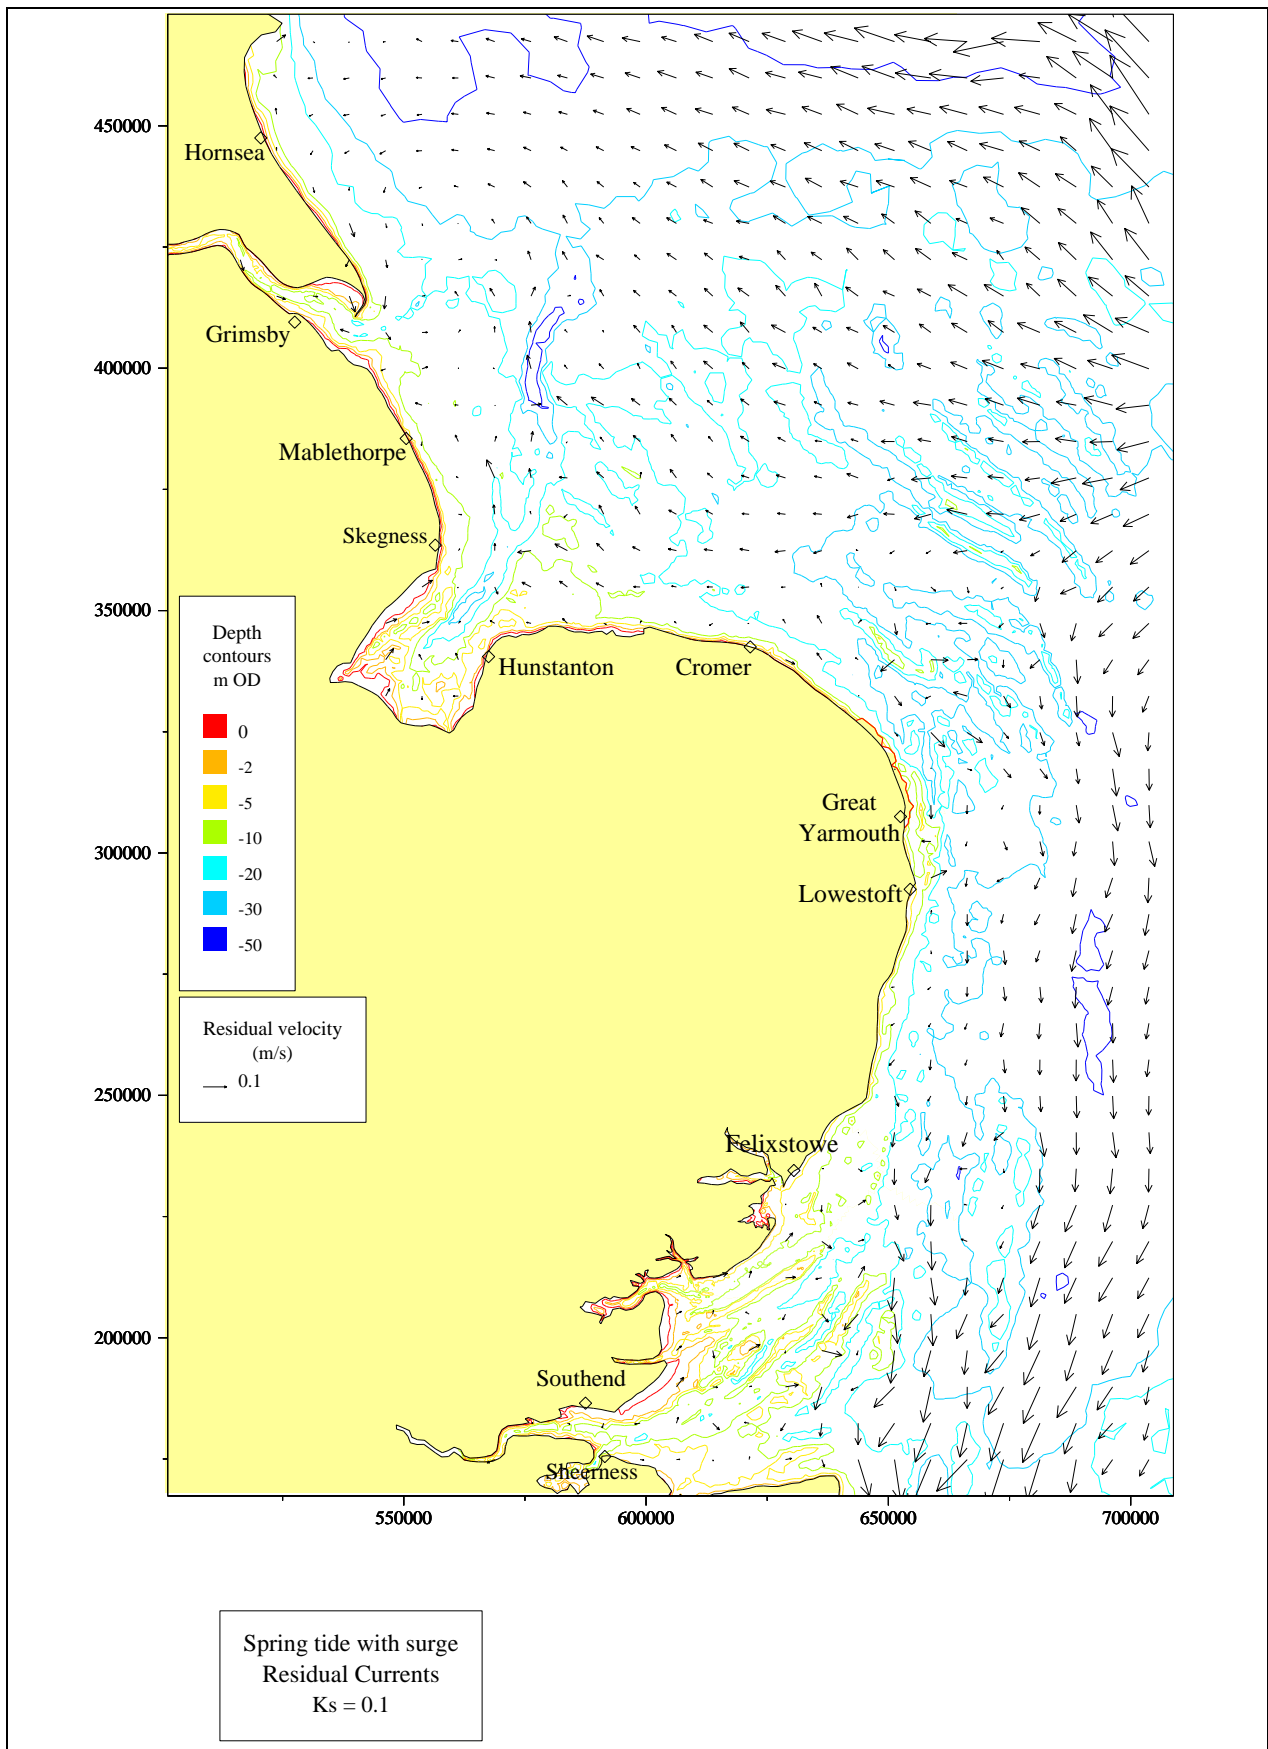 450000
Hornsea
Grimsby
400000
Mablethorpe
Skegness
350000
Depth
contours
m OD
0
-2
-5
-10
-20
-30
-50
Hunstanton
Cromer
Great
Yarmouth
300000
Lowestoft
Residual velocity
(m/s)
0.1
250000
Felixstowe
200000
Southend
Sheerness
550000
600000
650000
700000
Spring tide with surge
Residual Currents
Ks = 0.1